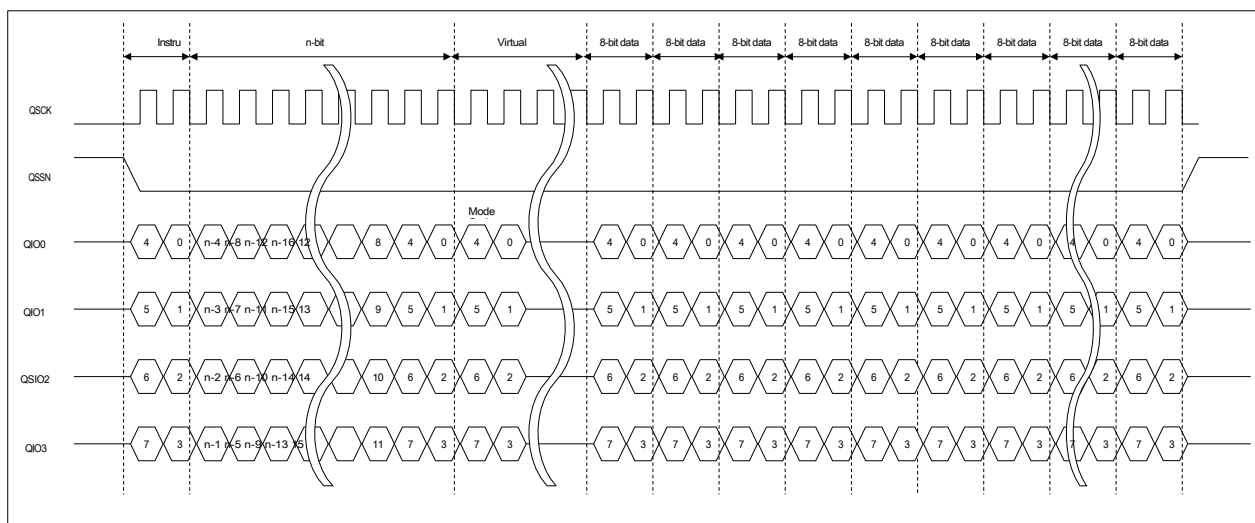 Instru n-bit Virtual 8-bit data 8-bit data 8-bit data 8-bit data 8-bit data 8-bit data 8-bit data 8-bit data 8-bit data
QSCK
QSSN
Mode
QIO0 4 0 n-4 n-8 n-12 n-16 12 8 4 0 4 0 4 0 4 0 4 0 4 0 4 0 4 0 4 0 4 0 4 0
QIO1 5 1 n-3 n-7 n-11 n-15 13 9 5 1 5 1 5 1 5 1 5 1 5 1 5 1 5 1 5 1 5 1 5 1
QSIO2 6 2 n-2 n-6 n-10 n-14 14 10 6 2 6 2 6 2 6 2 6 2 6 2 6 2 6 2 6 2 6 2 6 2
QIO3 7 3 n-1 n-5 n-9 n-13 15 11 7 3 7 3 7 3 7 3 7 3 7 3 7 3 7 3 7 3 7 3 7 3